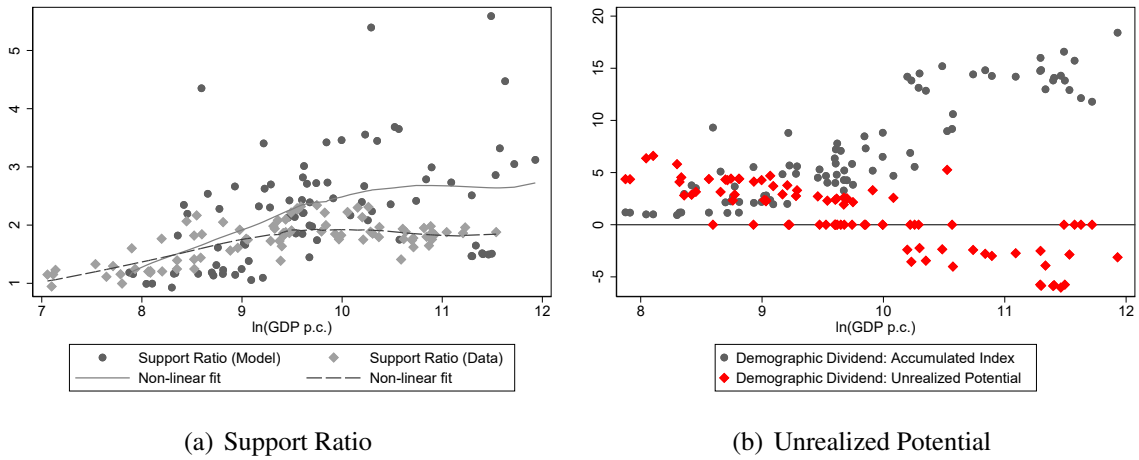 5
4
3
2
1
7
8
9
10
11
12
ln(GDP p.c.)
Support Ratio (Model)
Support Ratio (Data)
Non-linear fit
Non-linear fit
(a) Support Ratio
20
15
10
5
0
-5
8
9
10
11
12
ln(GDP p.c.)
Demographic Dividend: Accumulated Index
Demographic Dividend: Unrealized Potential
(b) Unrealized Potential